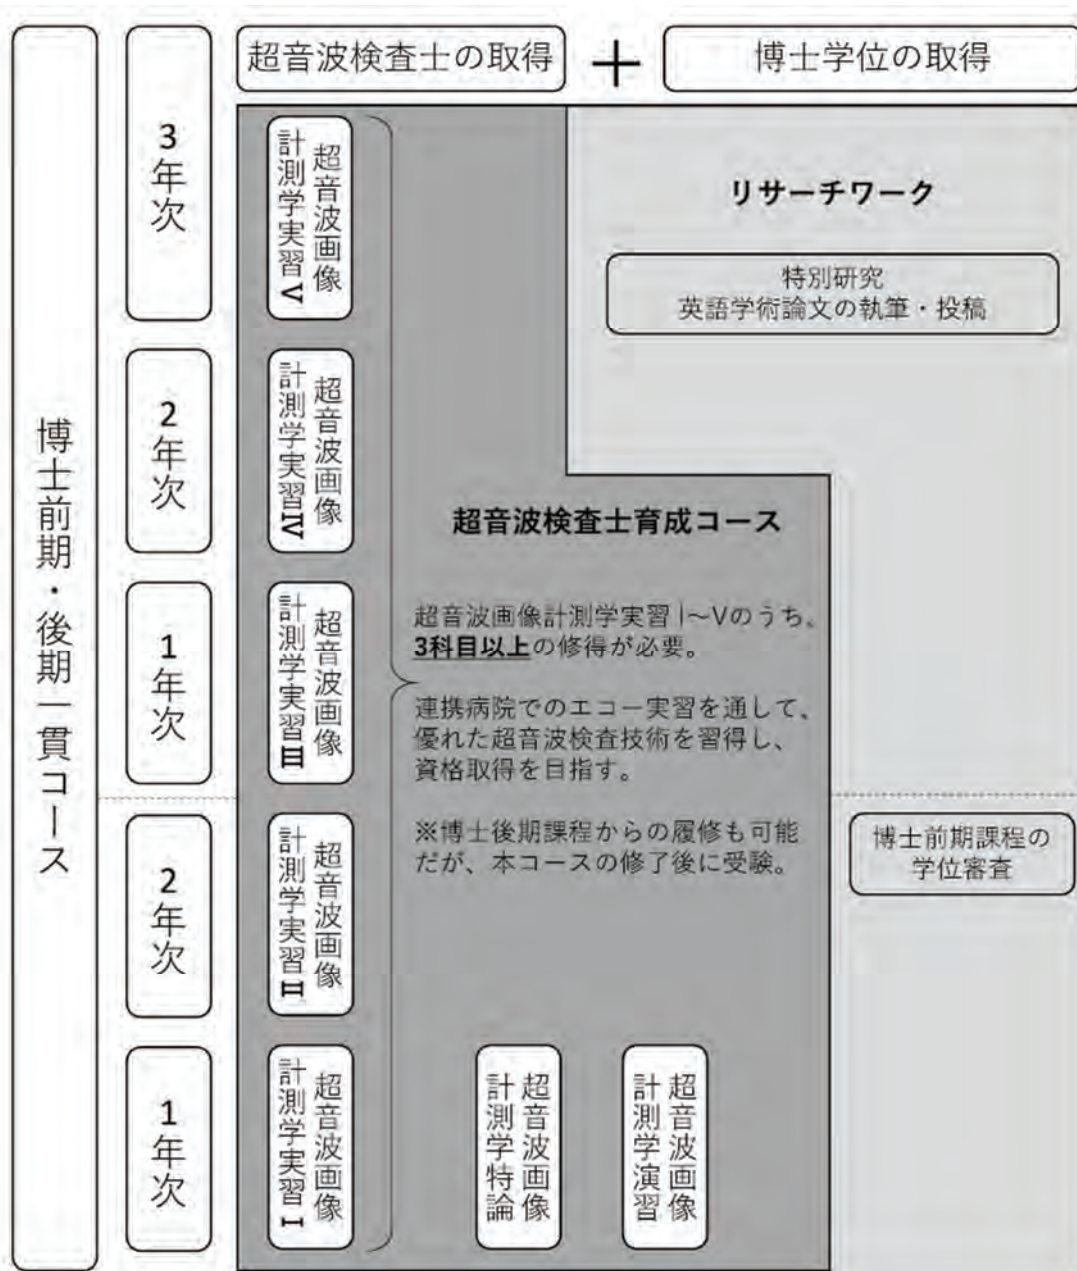 超音波検査士の取得
＋
博士学位の取得
博士前期・後期一貫コース
3年次
超音波画像
計測学実習Ⅴ
リサーチワーク
特別研究
英語学術論文の執筆・投稿
2年次
超音波画像
計測学実習Ⅳ
超音波検査士育成コース
超音波画像計測学実習Ⅰ～Ⅴのうち、
3科目以上の修得が必要。
連携病院でのエコー実習を通して、
優れた超音波検査技術を習得し、
資格取得を目指す。
※博士後期課程からの履修も可能
だが、本コースの修了後に受験。
1年次
超音波画像
計測学実習Ⅲ
2年次
超音波画像
計測学実習Ⅱ
博士前期課程の
学位審査
1年次
超音波画像
計測学実習Ⅰ
超音波画像
計測学特論
超音波画像
計測学演習